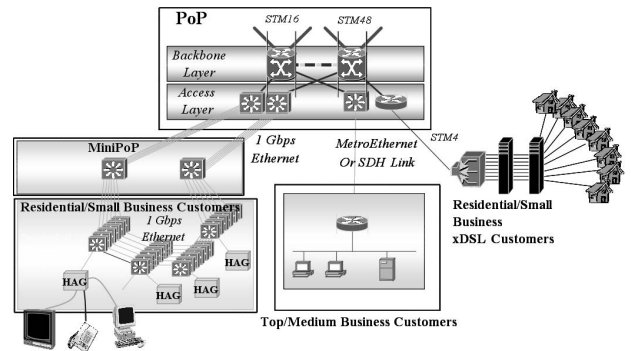 PoP
STM16
STM48
Backbone
Layer
Access
Layer
1 Gbps
Ethernet
MetroEthernet
Or SDH Link
STM4
MiniPoP
Residential/Small Business Customers
1 Gbps
Ethernet
HAG
HAG
HAG
HAG
Residential/Small
Business
xDSL Customers
Top/Medium Business Customers